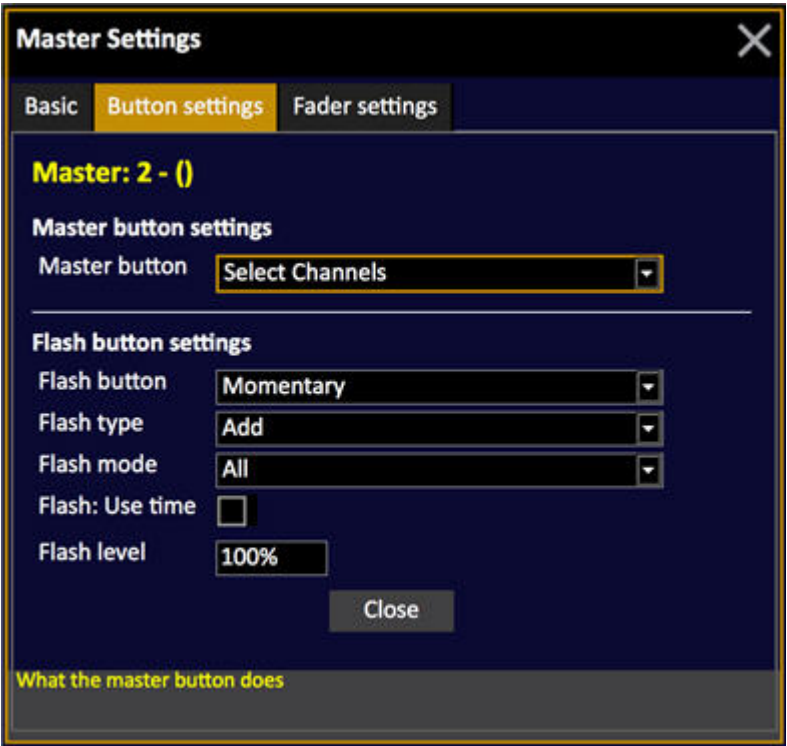 Master Settings
Basic Button settings Fader settings
Master: 2 - ()
Master button settings
Master button Select Channels
Flash button settings
Flash button Momentary
Flash type Add
Flash mode All
Flash: Use time
Flash level 100%
Close
What the master button does